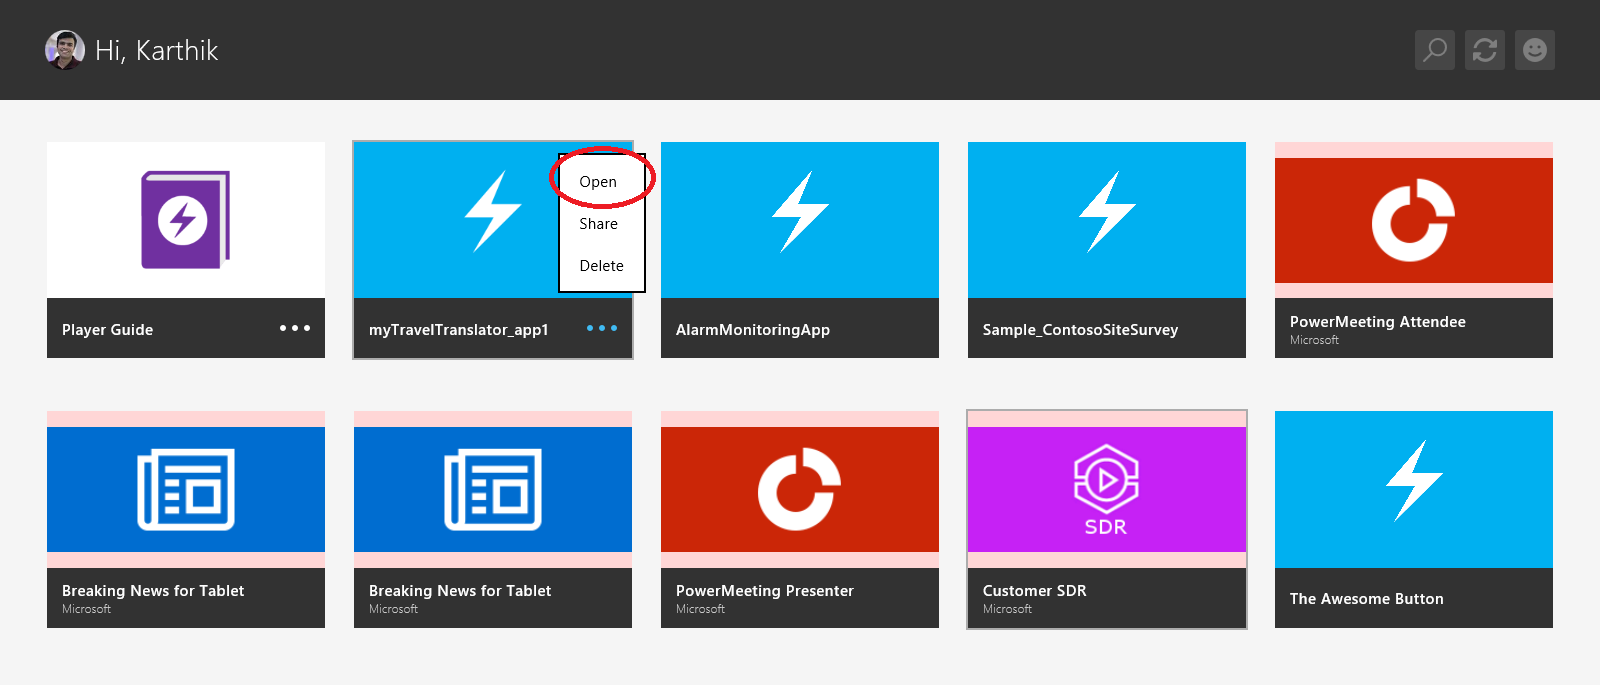 Hi, Karthik
Open
Share
Delete
Player Guide
myTravelTranslator_app1
AlarmMonitoringApp
Sample_ContosoSiteSurvey
PowerMeeting Attendee
Microsoft
SDR
Breaking News for Tablet
Microsoft
Breaking News for Tablet
Microsoft
PowerMeeting Presenter
Microsoft
Customer SDR
Microsoft
The Awesome Button